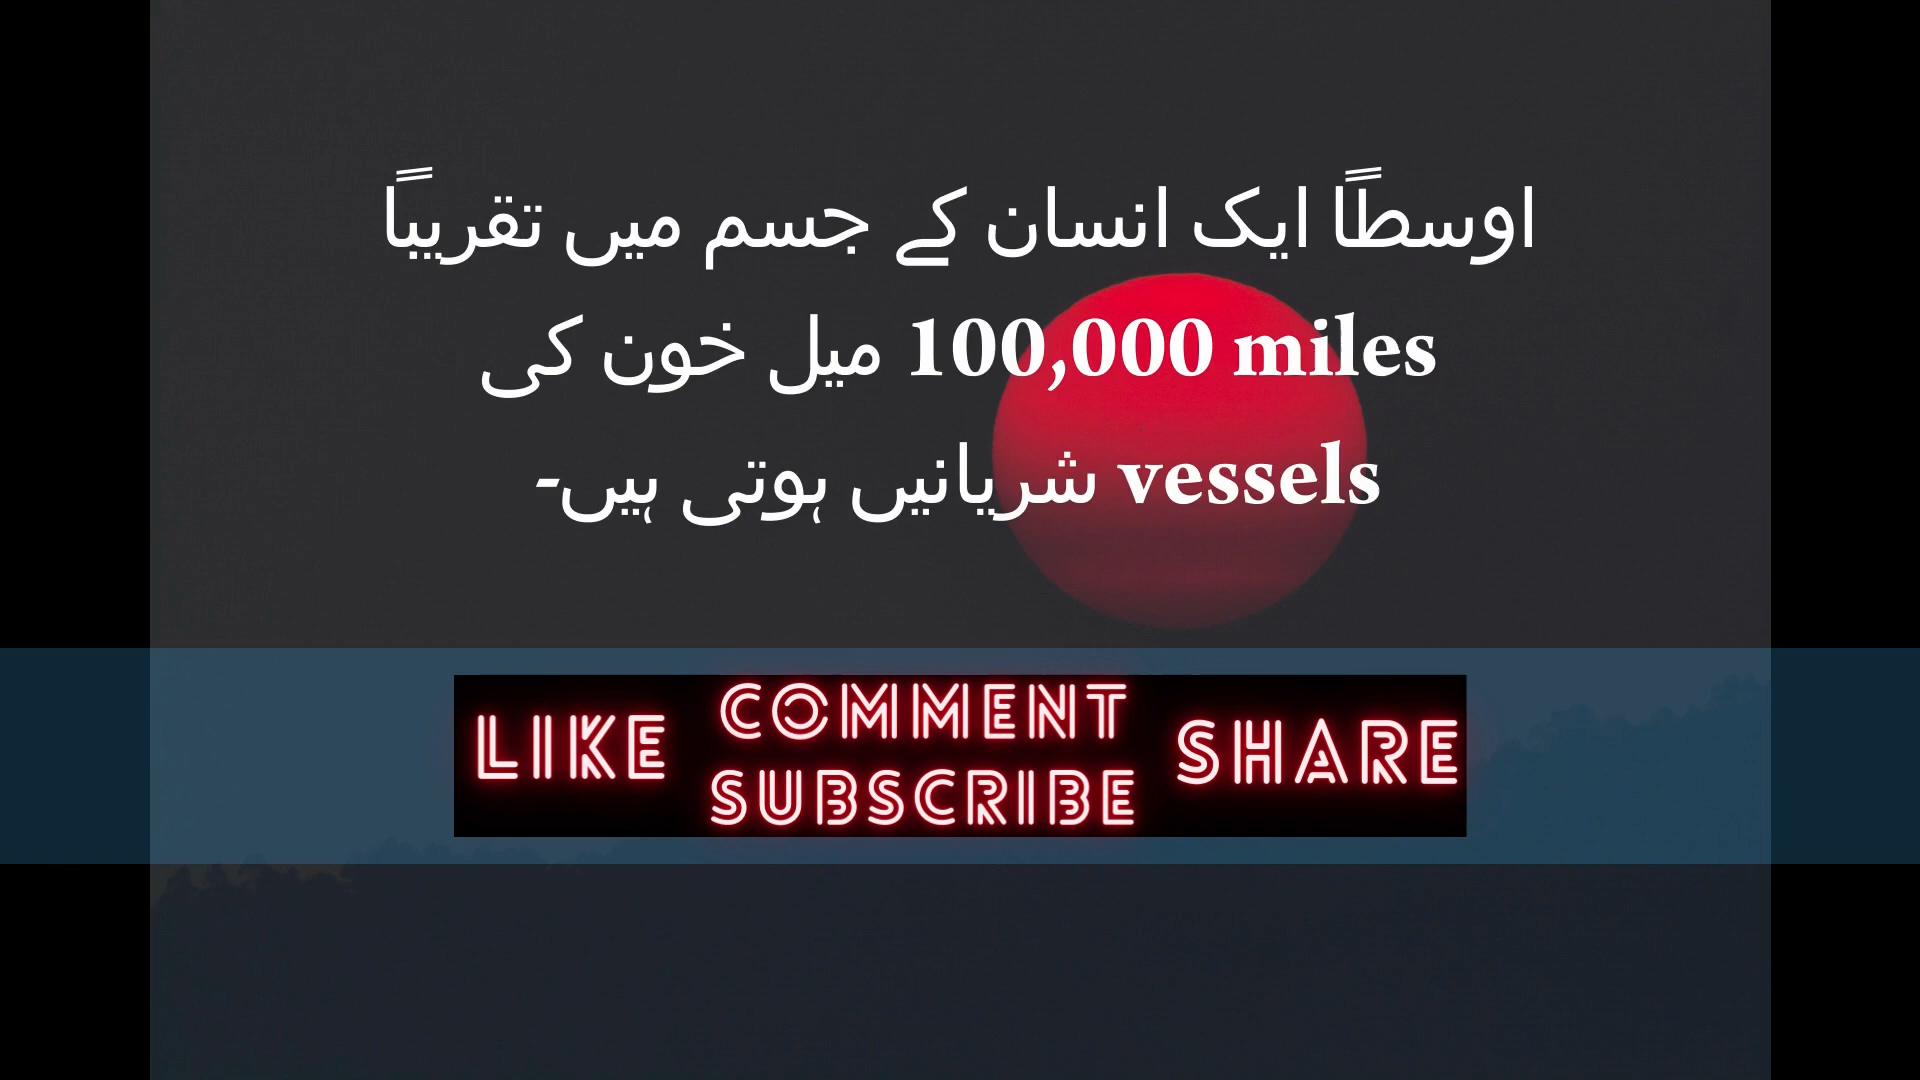 اوسطاً ایک انسان کے جسم میں تقریباً
100,000 miles میل خون کی
vessels شریانیں ہوتی ہیں-
LIKE
COMMENT
SUBSCRIBE
SHARE